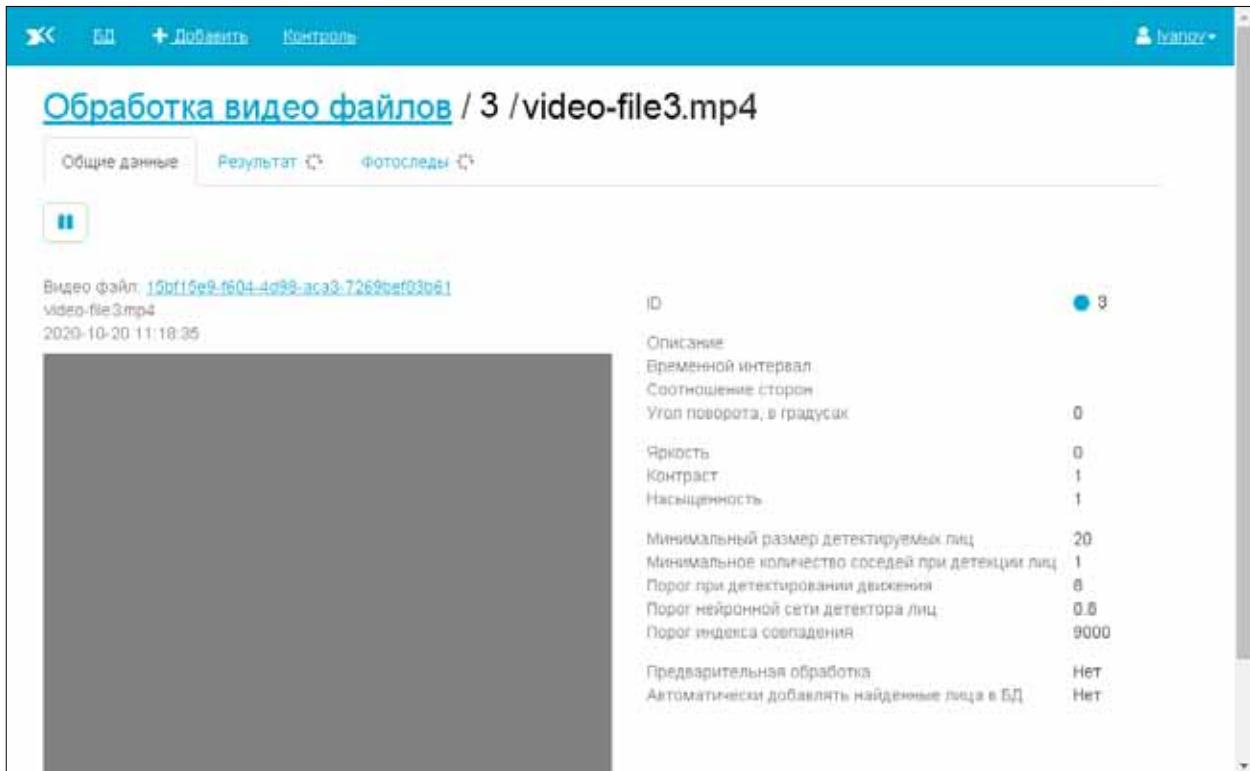 БД + Добавить Контроль Ivanov
Обработка видео файлов / 3 /video-file3.mp4
Общие данные Результат Фотоследы
Видео файл: 15bf15e9-f604-4d98-aca3-7269bef03b61
video-file3.mp4
2020-10-20 11:18:35
ID 3
Описание
Временной интервал
Соотношение сторон
Угол поворота, в градусах 0
Яркость 0
Контраст 1
Насыщенность 1
Минимальный размер детектируемых лиц 20
Минимальное количество соседей при детекции лиц 1
Порог при детектировании движения 8
Порог нейронной сети детектора лиц 0.8
Порог индекса совпадения 9000
Предварительная обработка Нет
Автоматически добавлять найденные лица в БД Нет